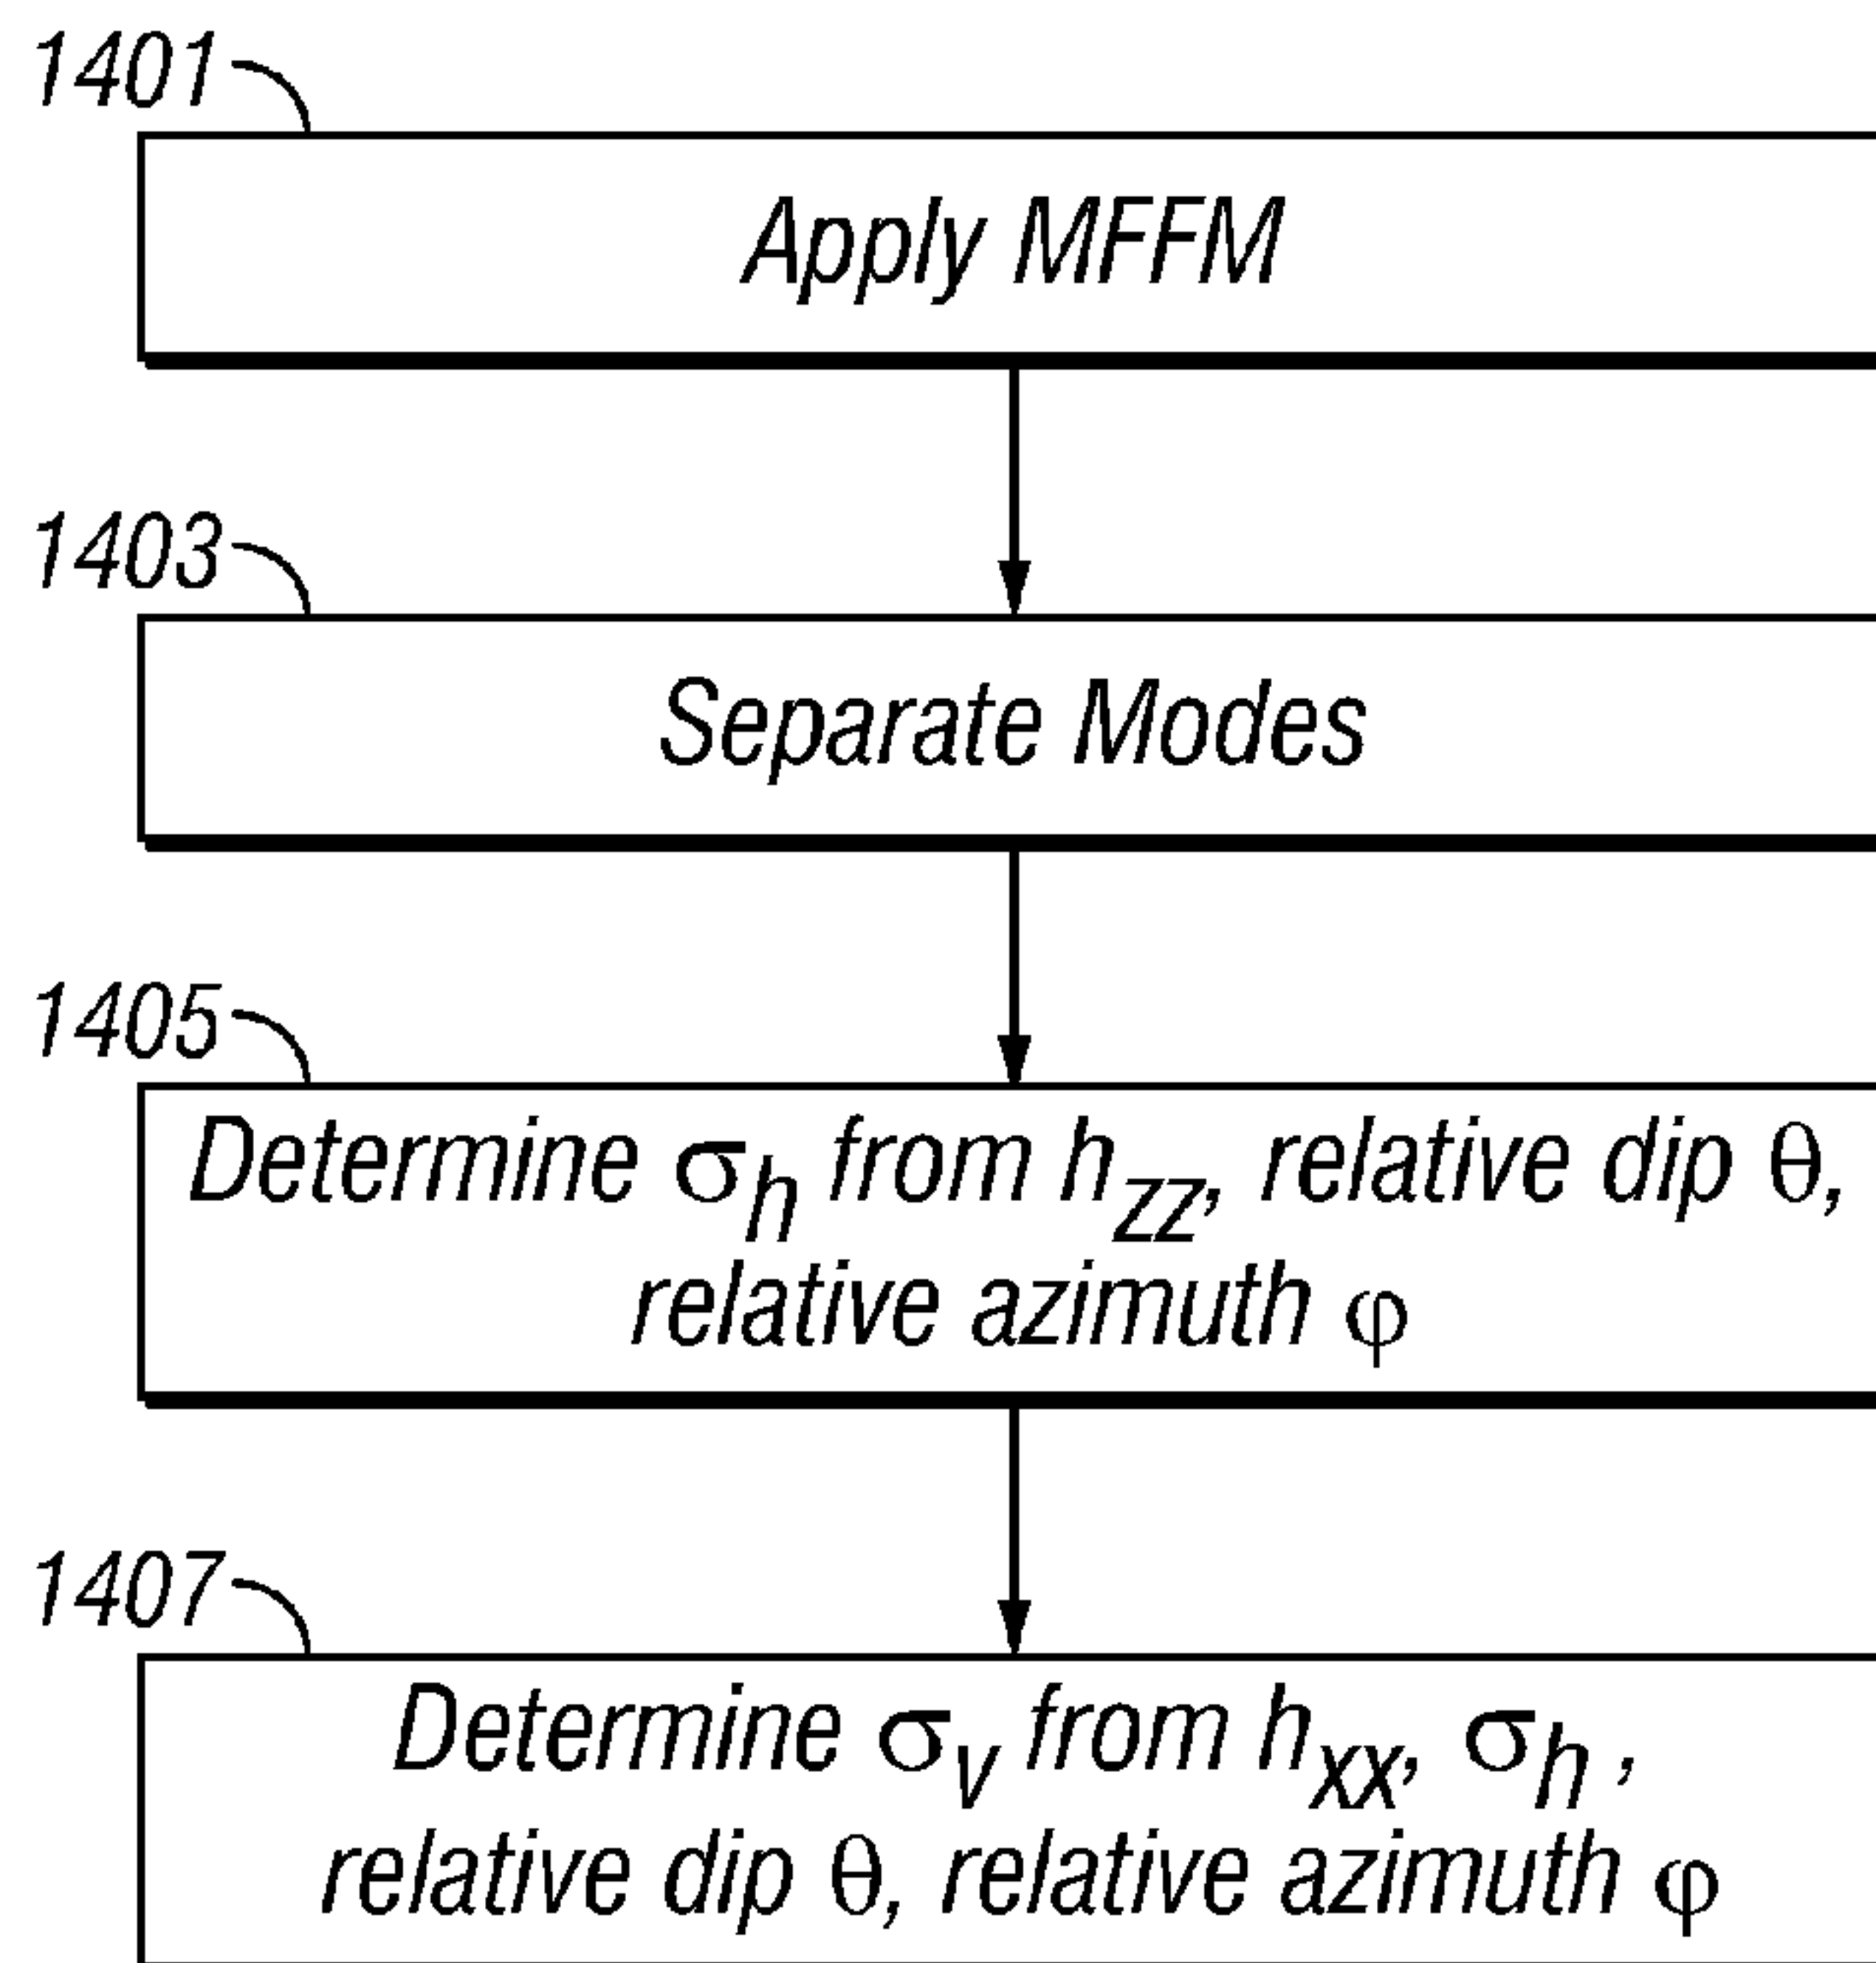 1401
Apply MFFM
1403
Separate Modes
1405
Determine σh from hzz, relative dip θ,
relative azimuth φ
1407
Determine σv from hxx, σh ,
relative dip θ, relative azimuth φ